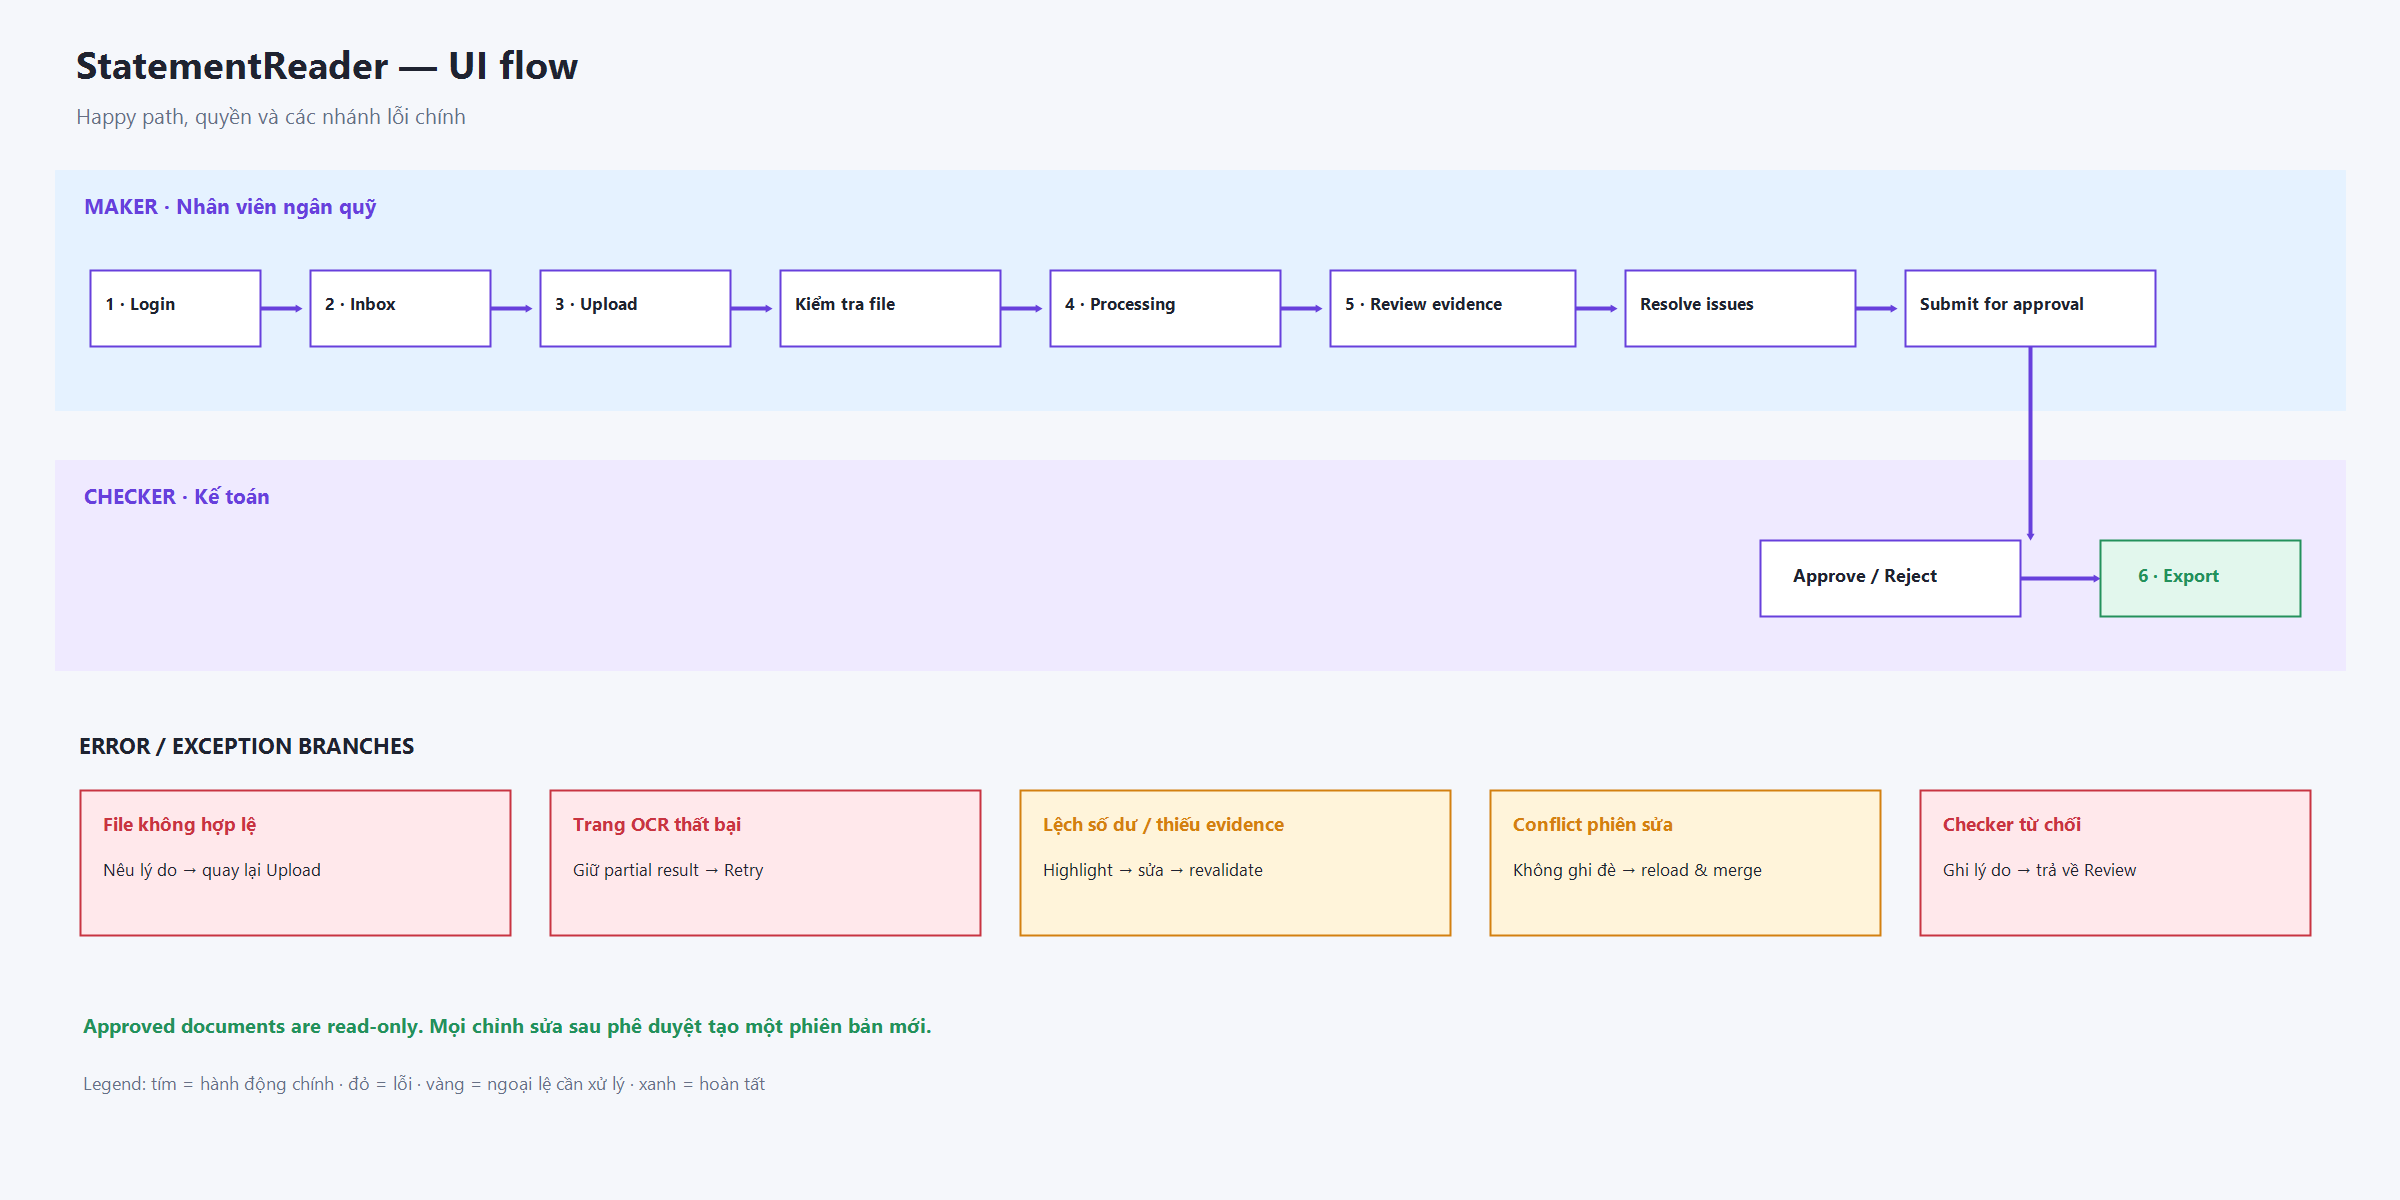 StatementReader — UI flow
Happy path, quyền và các nhánh lỗi chính
MAKER · Nhân viên ngân quỹ
1 · Login
2 · Inbox
3 · Upload
Kiểm tra file
4 · Processing
5 · Review evidence
Resolve issues
Submit for approval
CHECKER · Kế toán
Approve / Reject
6 · Export
ERROR / EXCEPTION BRANCHES
File không hợp lệ
Nêu lý do → quay lại Upload
Trang OCR thất bại
Giữ partial result → Retry
Lệch số dư / thiếu evidence
Highlight → sửa → revalidate
Conflict phiên sửa
Không ghi đè → reload & merge
Checker từ chối
Ghi lý do → trả về Review
Approved documents are read-only. Mọi chỉnh sửa sau phê duyệt tạo một phiên bản mới.
Legend: tím = hành động chính · đỏ = lỗi · vàng = ngoại lệ cần xử lý · xanh = hoàn tất